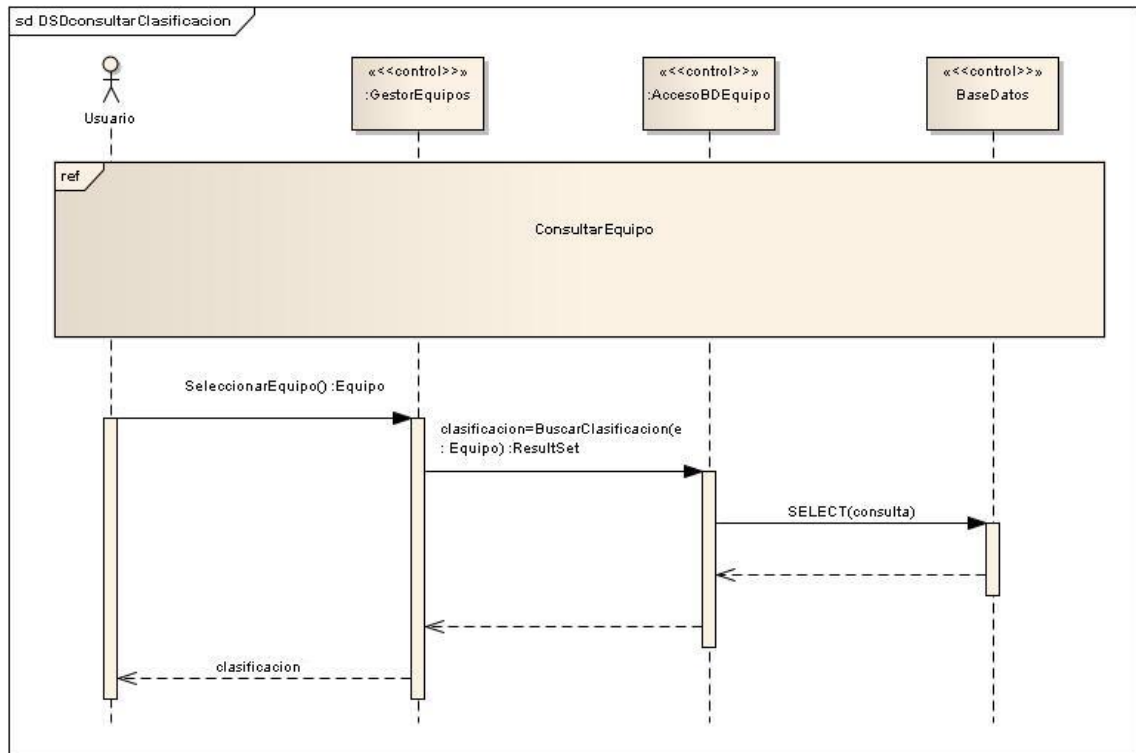 sd DSDconsultarClasificacion
Usuario
«<<control>>»
:GestorEquipos
«<<control>>»
:AccesoBDEquipo
«<<control>>»
BaseDatos
ref
ConsultarEquipo
SeleccionarEquipo() :Equipo
clasificacion=BuscarClasificacion(e
: Equipo) :ResultSet
SELECT(consulta)
clasificacion